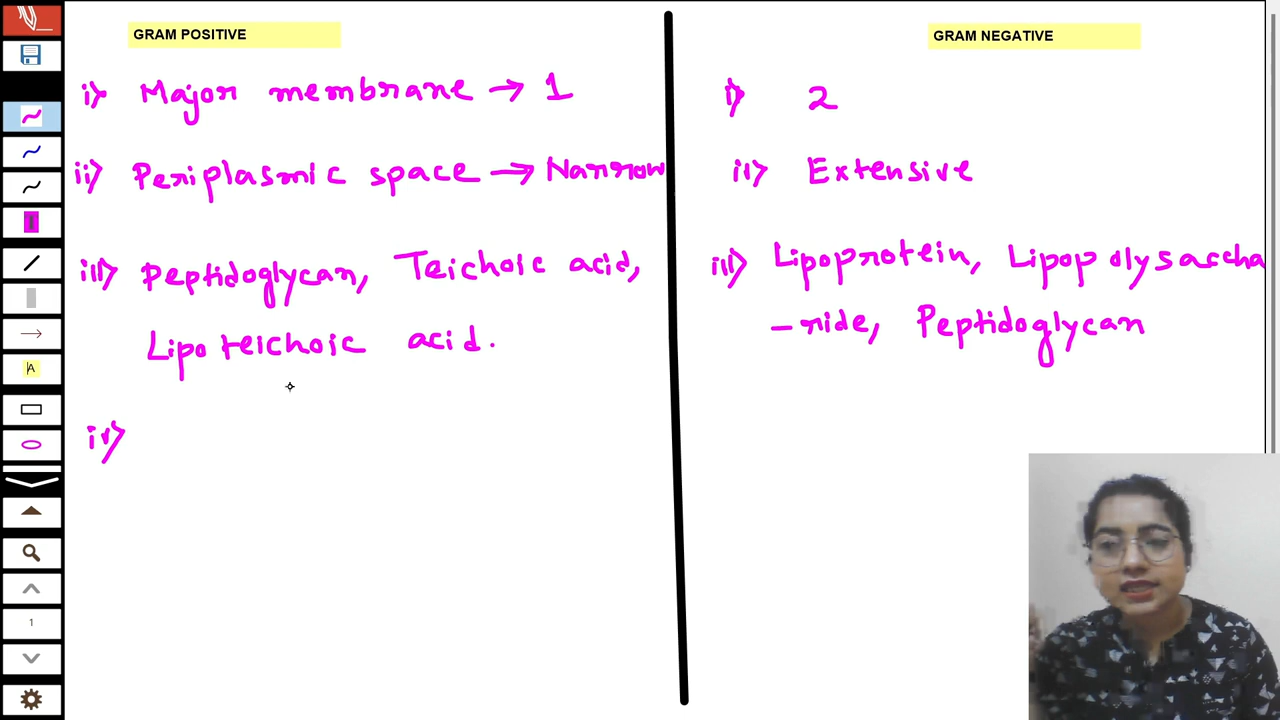 GRAM POSITIVE
i) Major membrane → 1
ii) Periplasmic space → Narrow
iii) Peptidoglycan, Teichoic acid,
Lipoteichoic acid.
iv)
GRAM NEGATIVE
i) 2
ii) Extensive
iii) Lipoprotein, Lipopolysaccha
-ride, Peptidoglycan
A
1